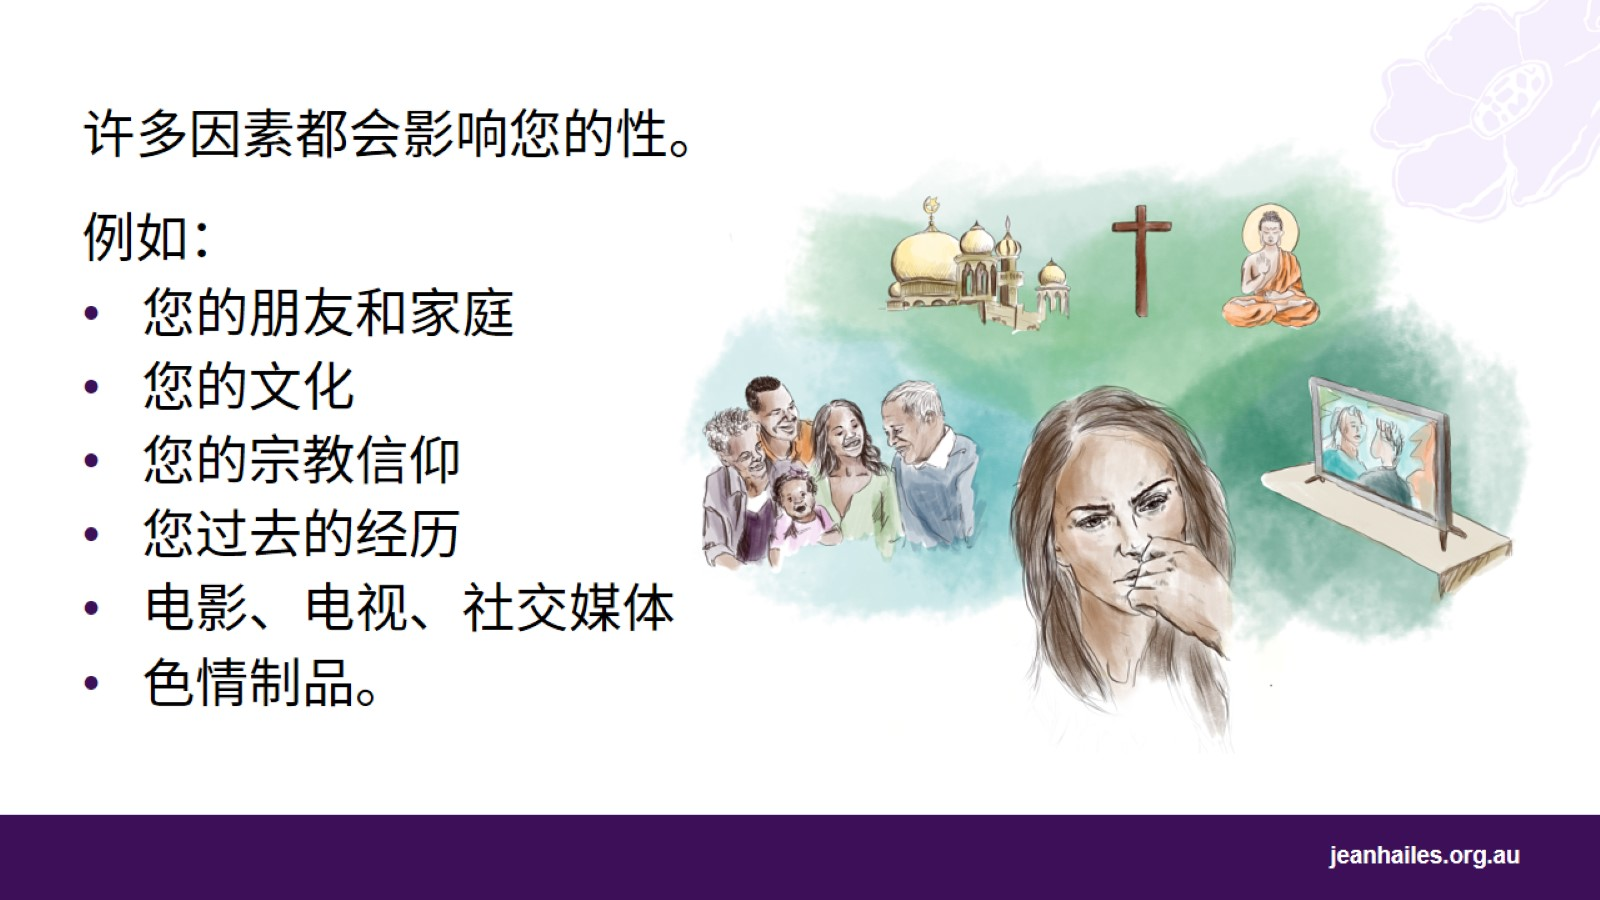 许多因素都会影响您的性。
例如：
• 您的朋友和家庭
• 您的文化
• 您的宗教信仰
• 您过去的经历
• 电影、电视、社交媒体
• 色情制品。
jeanhailes.org.au